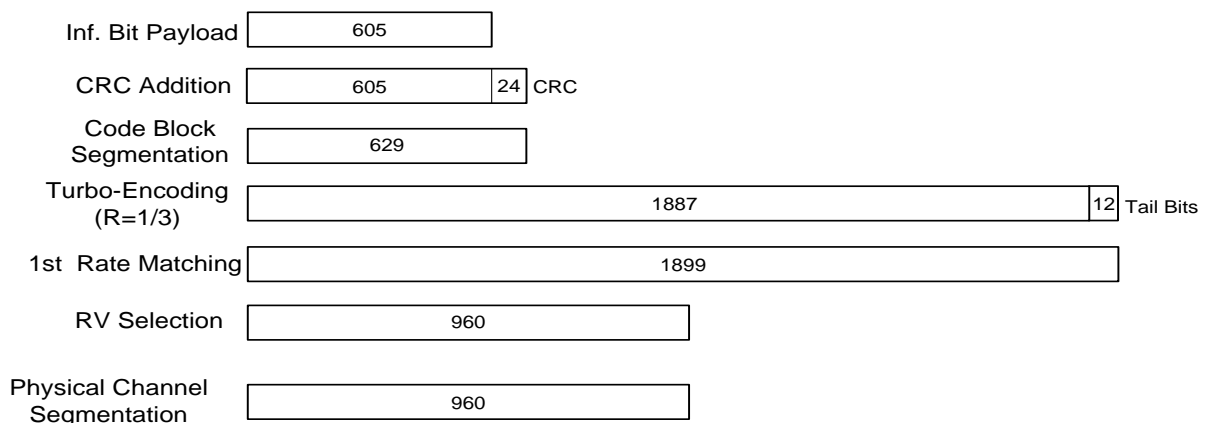 Inf. Bit Payload 605
CRC Addition 605 24 CRC
Code Block
Segmentation 629
Turbo-Encoding
(R=1/3) 1887 12 Tail Bits
1st Rate Matching 1899
RV Selection 960
Physical Channel
Segmentation 960